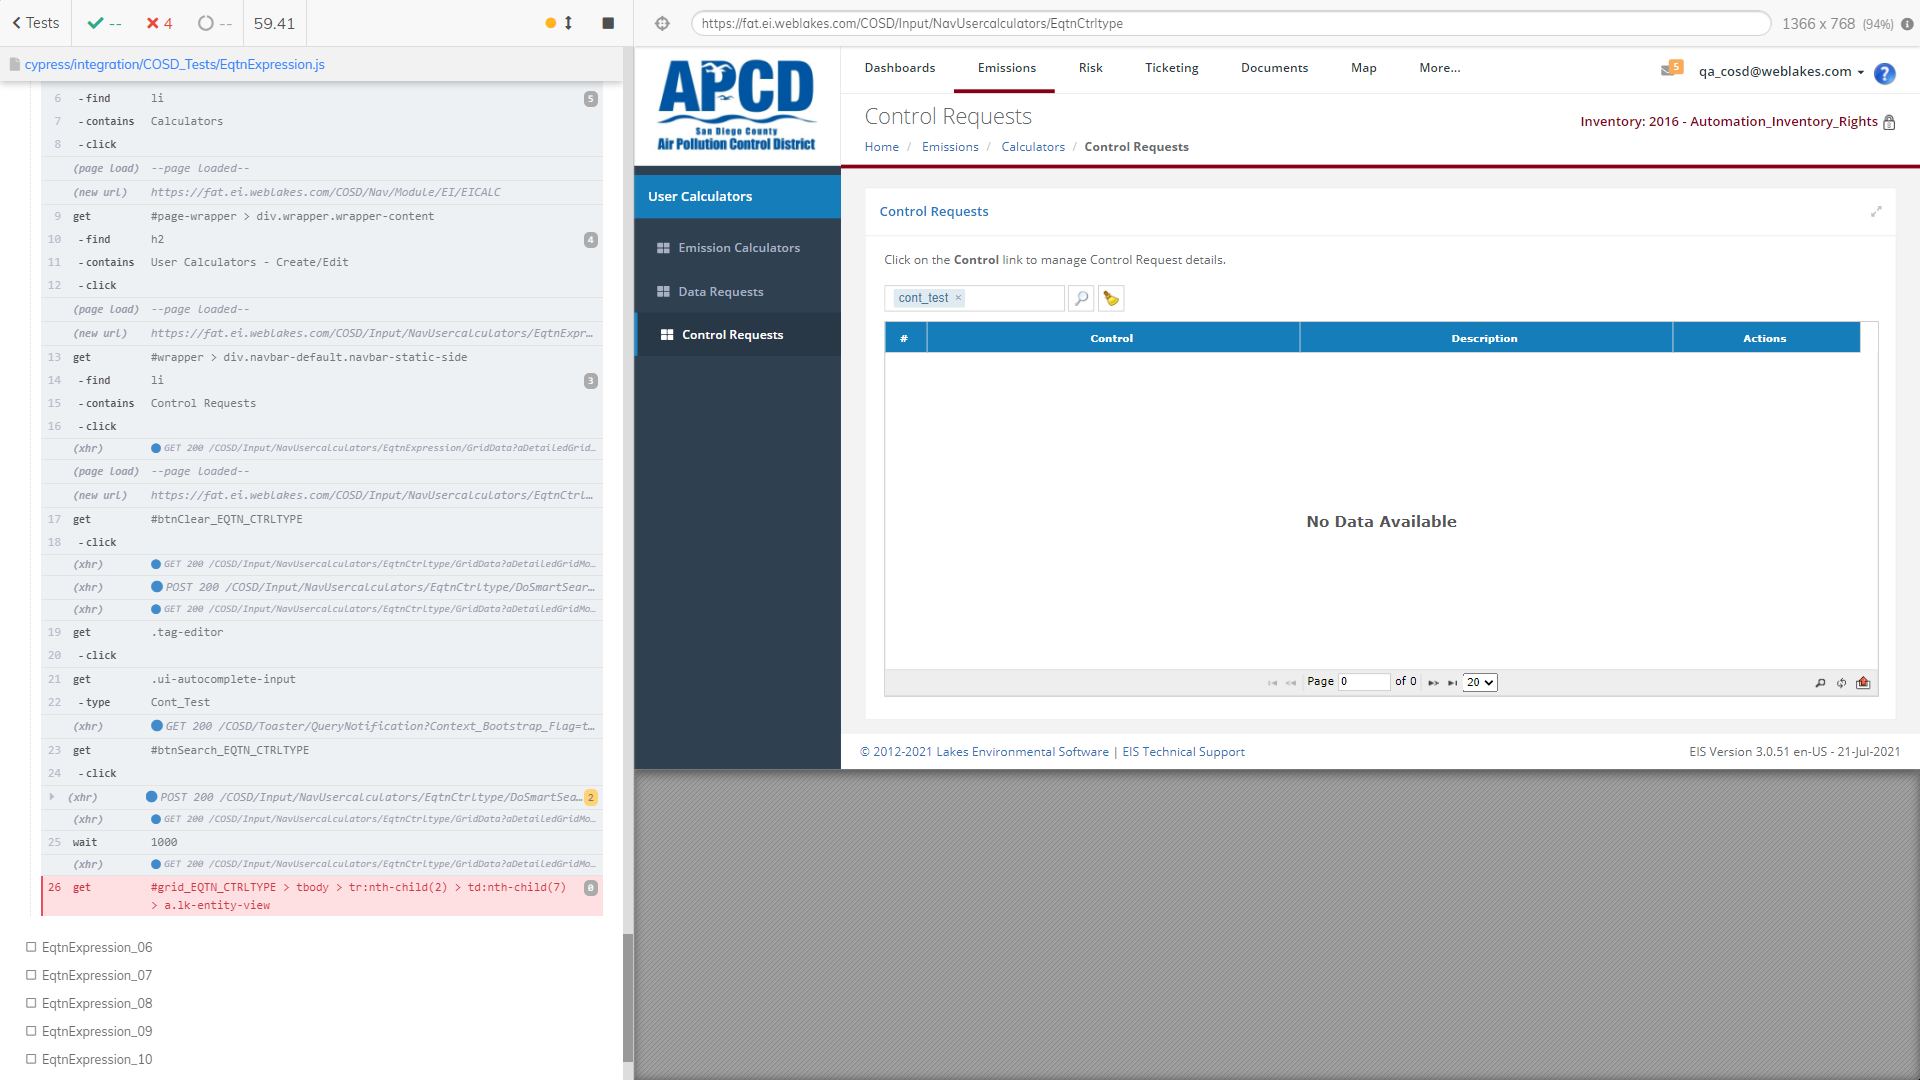 Tests
--
4
--
59.41
https://fat.ei.weblakes.com/COSD/Input/NavUsercalculators/EqtnCtrltype
1366 x 768 (94%)
cypress/integration/COSD_Tests/EqtnExpression.js
6 - find li 5
7 - contains Calculators
8 - click
(page load) --page loaded--
(new url) https://fat.ei.weblakes.com/COSD/Nav/Module/EI/EICALC
9 get #page-wrapper > div.wrapper.wrapper-content
10 - find h2 4
11 - contains User Calculators - Create/Edit
12 - click
(page load) --page loaded--
(new url) https://fat.ei.weblakes.com/COSD/Input/NavUsercalculators/EqtnExpr...
13 get #wrapper > div.navbar-default.navbar-static-side
14 - find li 3
15 - contains Control Requests
16 - click
(xhr) GET 200 /COSD/Input/NavUsercalculators/EqtnExpression/GridData?aDetailedGrid...
(page load) --page loaded--
(new url) https://fat.ei.weblakes.com/COSD/Input/NavUsercalculators/EqtnCtrl...
17 get #btnClear_EQTN_CTRLTYPE
18 - click
(xhr) GET 200 /COSD/Input/NavUsercalculators/EqtnCtrltype/GridData?aDetailedGridMo...
(xhr) POST 200 /COSD/Input/NavUsercalculators/EqtnCtrltype/DoSmartSear...
(xhr) GET 200 /COSD/Input/NavUsercalculators/EqtnCtrltype/GridData?aDetailedGridMo...
19 get .tag-editor
20 - click
21 get .ui-autocomplete-input
22 - type Cont_Test
(xhr) GET 200 /COSD/Toaster/QueryNotification?Context_Bootstrap_Flag=t...
23 get #btnSearch_EQTN_CTRLTYPE
24 - click
(xhr) POST 200 /COSD/Input/NavUsercalculators/EqtnCtrltype/DoSmartSea... 2
(xhr) GET 200 /COSD/Input/NavUsercalculators/EqtnCtrltype/GridData?aDetailedGridMo...
25 wait 1000
(xhr) GET 200 /COSD/Input/NavUsercalculators/EqtnCtrltype/GridData?aDetailedGridMo...
26 get #grid_EQTN_CTRLTYPE > tbody > tr:nth-child(2) > td:nth-child(7) 0
> a.lk-entity-view
EqtnExpression_06
EqtnExpression_07
EqtnExpression_08
EqtnExpression_09
EqtnExpression_10
APCD
San Diego County
Air Pollution Control District
Dashboards Emissions Risk Ticketing Documents Map More...
5 qa_cosd@weblakes.com ?
Control Requests
Inventory: 2016 - Automation_Inventory_Rights
Home / Emissions / Calculators / Control Requests
User Calculators
Emission Calculators
Data Requests
Control Requests
Control Requests
Click on the Control link to manage Control Request details.
cont_test ×
# Control Description Actions
No Data Available
Page 0 of 0 20
© 2012-2021 Lakes Environmental Software | EIS Technical Support
EIS Version 3.0.51 en-US - 21-Jul-2021